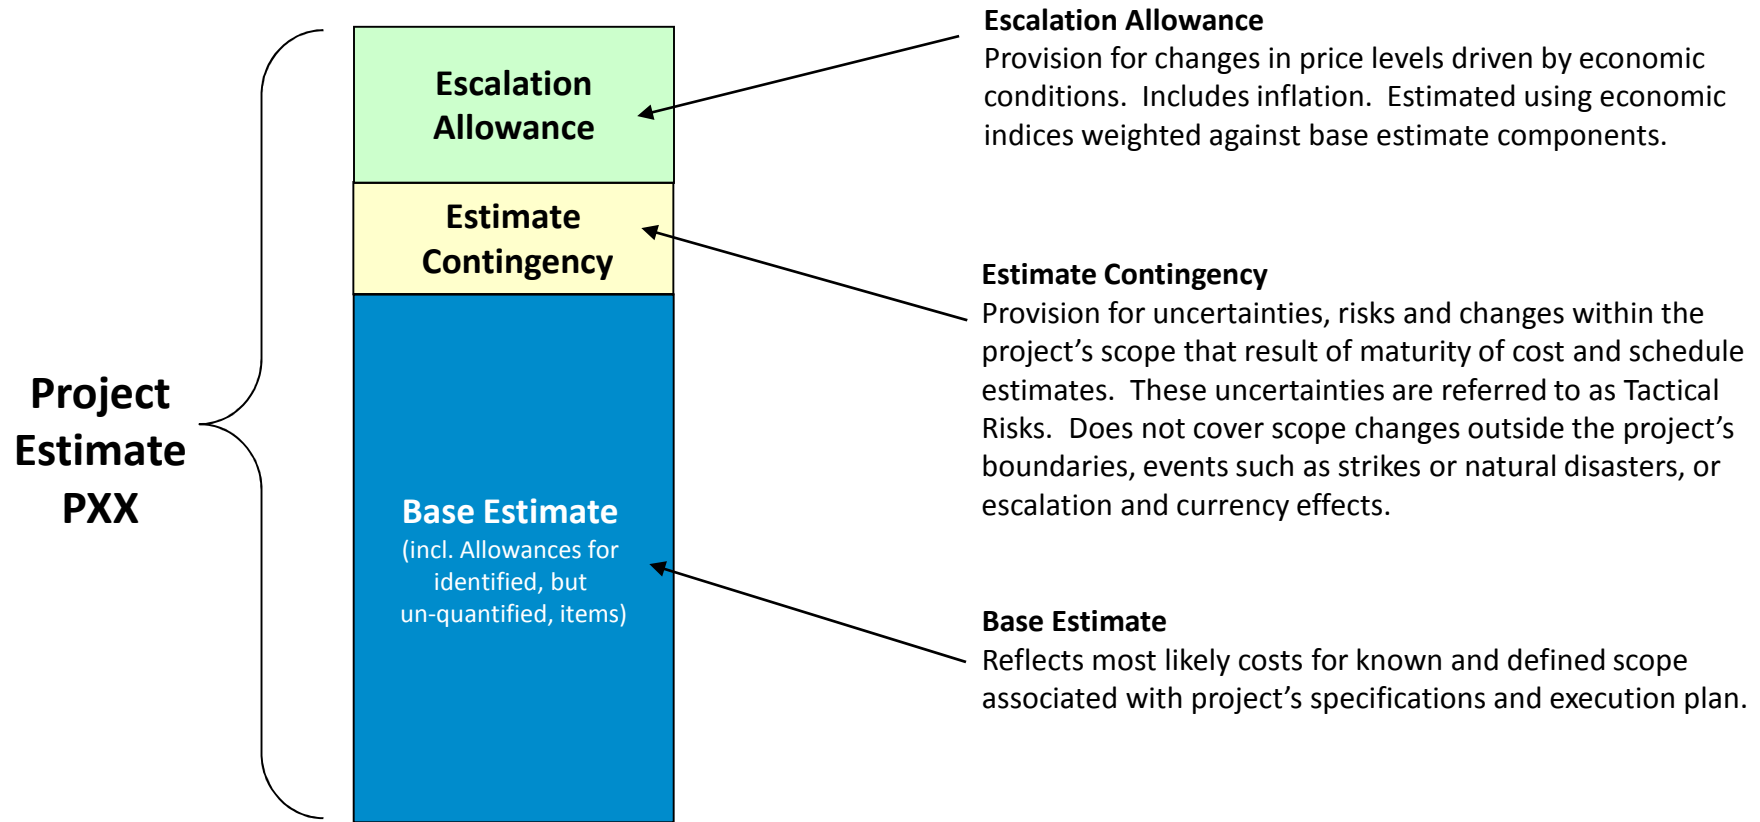 Project
Estimate
PXX
Escalation
Allowance
Estimate
Contingency
Base Estimate
(incl. Allowances for
identified, but
un-quantified, items)
Escalation Allowance
Provision for changes in price levels driven by economic
conditions.  Includes inflation.  Estimated using economic
indices weighted against base estimate components.
Estimate Contingency
Provision for uncertainties, risks and changes within the
project’s scope that result of maturity of cost and schedule
estimates.  These uncertainties are referred to as Tactical
Risks.  Does not cover scope changes outside the project’s
boundaries, events such as strikes or natural disasters, or
escalation and currency effects.
Base Estimate
Reflects most likely costs for known and defined scope
associated with project’s specifications and execution plan.